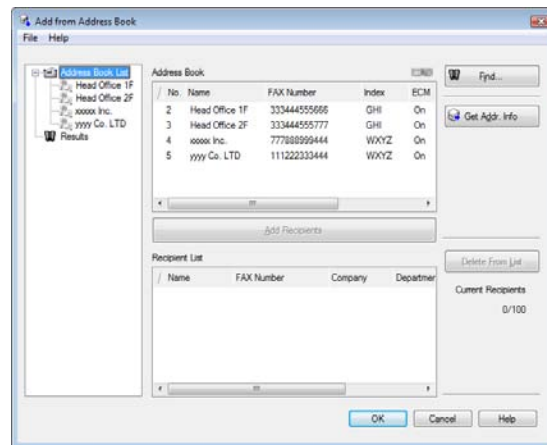 Add from Address Book
File Help
Address Book List
Head Office 1F
Head Office 2F
xxxxx Inc.
yyyy Co. LTD
Results
Address Book
/ No. Name FAX Number Index ECM
2 Head Office 1F 333444555666 GHI On
3 Head Office 2F 333444555777 GHI On
4 xxxxx Inc. 777888999444 WXYZ On
5 yyyy Co. LTD 111222333444 WXYZ On
Add Recipients
Recipient List
/ Name FAX Number Company Departmer
Find...
Get Addr. Info
Delete From List
Current Recipients
0/100
OK Cancel Help